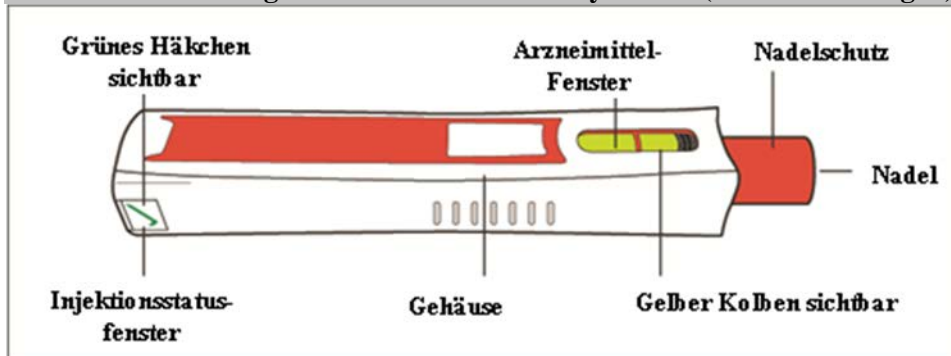 Grünes Häkchen
sichtbar
Arzneimittel-
Fenster
Nadelschutz
Nadel
Injektionsstatus-
fenster
Gehäuse
Gelber Kolben sichtbar